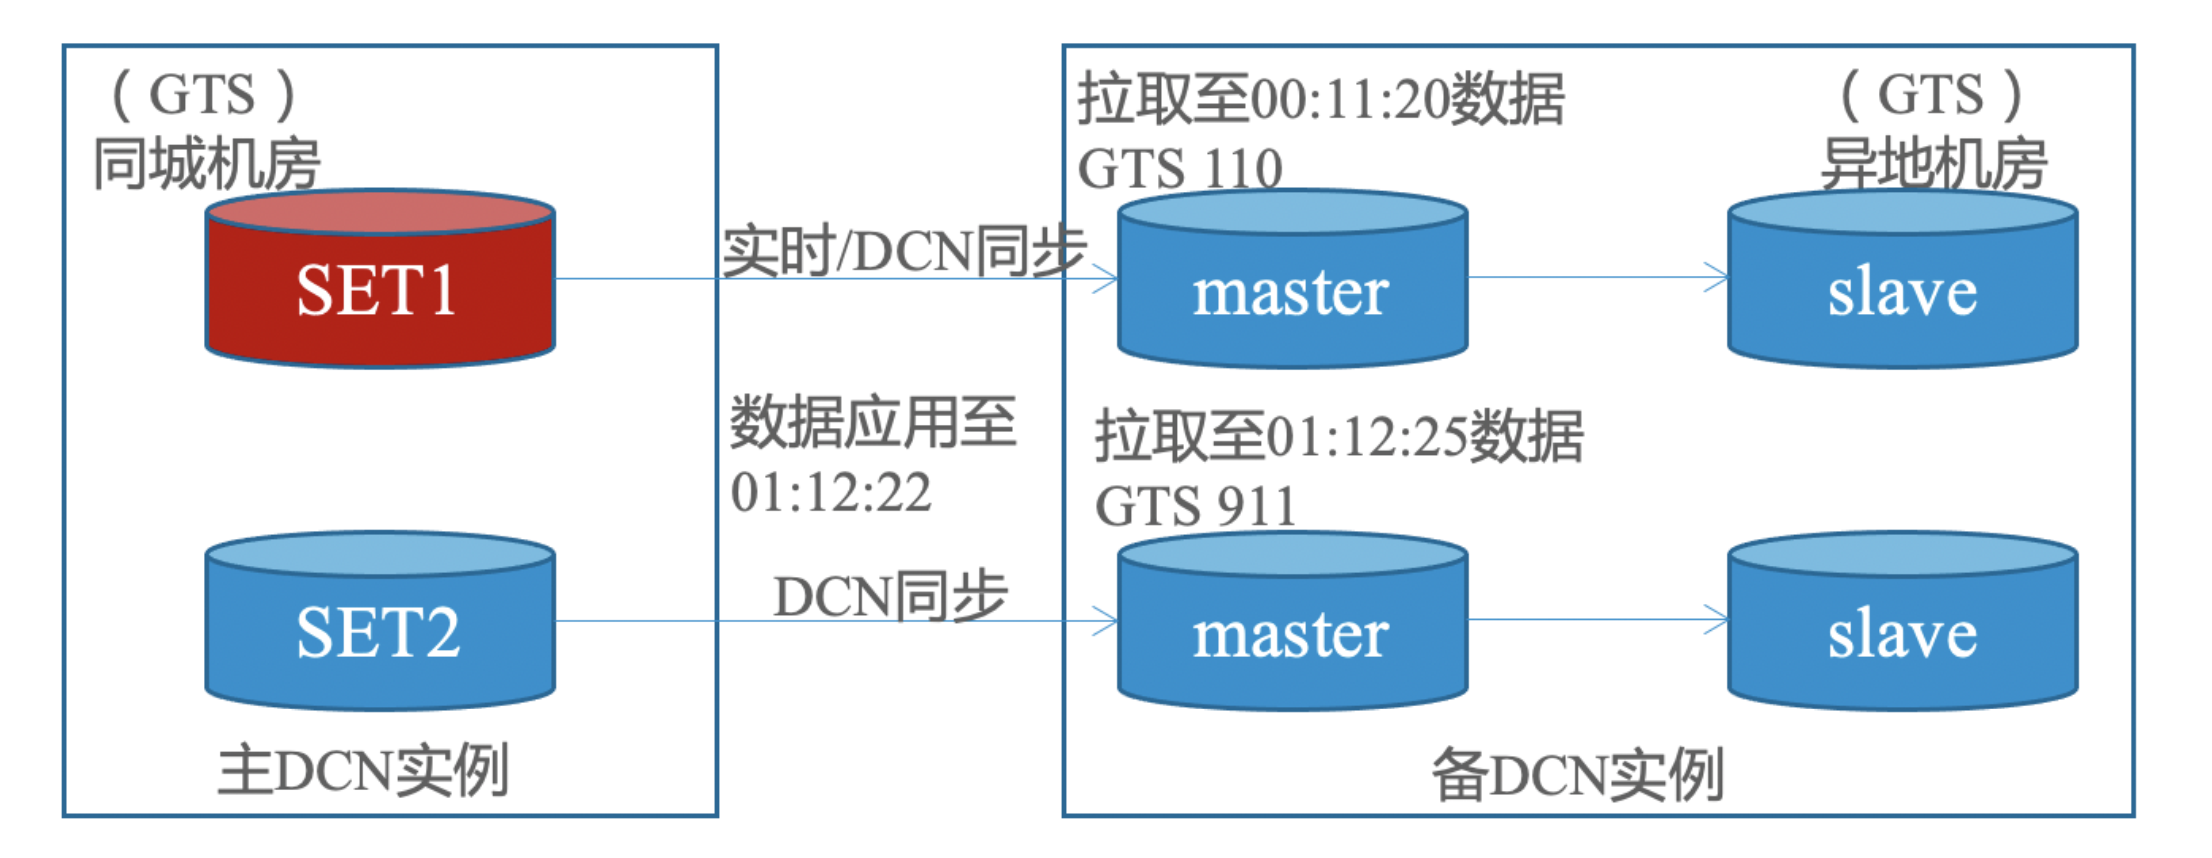 （GTS）
同城机房
SET1
SET2
主DCN实例
实时/DCN同步
数据应用至
01:12:22
DCN同步
拉取至00:11:20数据
GTS 110
（GTS）
异地机房
master
slave
拉取至01:12:25数据
GTS 911
master
slave
备DCN实例